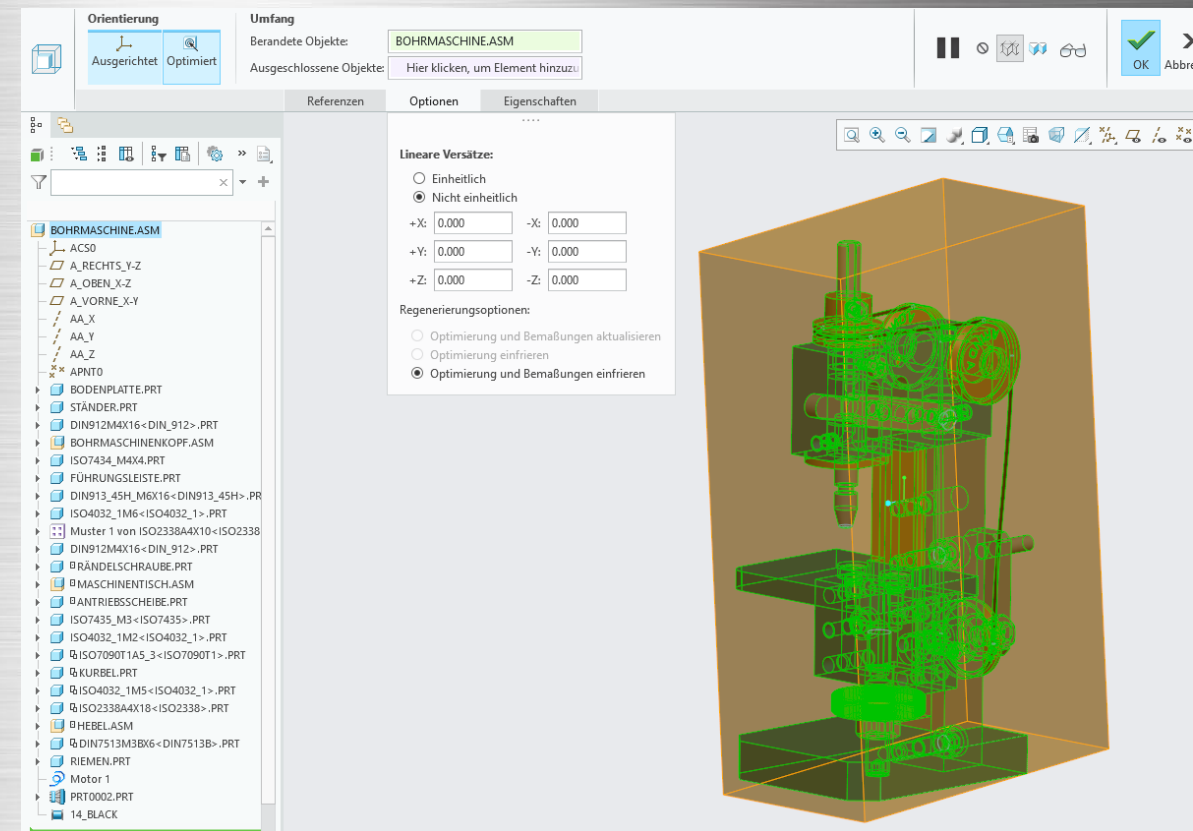 Orientierung
Ausgerichtet
Optimiert
Umfang
Berandete Objekte: BOHRMASCHINE.ASM
Ausgeschlossene Objekte: Hier klicken, um Element hinzuzu
OK
Abbre
Referenzen
Optionen
Eigenschaften
Lineare Versätze:
Einheitlich
Nicht einheitlich
+X: 0.000 -X: 0.000
+Y: 0.000 -Y: 0.000
+Z: 0.000 -Z: 0.000
Regenerierungsoptionen:
Optimierung und Bemaßungen aktualisieren
Optimierung einfrieren
Optimierung und Bemaßungen einfrieren
BOHRMASCHINE.ASM
ACS0
A_RECHTS_Y-Z
A_OBEN_X-Z
A_VORNE_X-Y
AA_X
AA_Y
AA_Z
APNT0
BODENPLATTE.PRT
STÄNDER.PRT
DIN912M4X16<DIN_912>.PRT
BOHRMASCHINENKOPF.ASM
ISO7434_M4X4.PRT
FÜHRUNGSLEISTE.PRT
DIN913_45H_M6X16<DIN913_45H>.PR
ISO4032_1M6<ISO4032_1>.PRT
Muster 1 von ISO2338A4X10<ISO2338
DIN912M4X16<DIN_912>.PRT
RÄNDELSCHRAUBE.PRT
MASCHINENTISCH.ASM
ANTRIEBSSCHEIBE.PRT
ISO7435_M3<ISO7435>.PRT
ISO4032_1M2<ISO4032_1>.PRT
ISO7090T1A5_3<ISO7090T1>.PRT
KURBEL.PRT
ISO4032_1M5<ISO4032_1>.PRT
ISO2338A4X18<ISO2338>.PRT
HEBEL.ASM
DIN7513M3BX6<DIN7513B>.PRT
RIEMEN.PRT
Motor 1
PRT0002.PRT
14_BLACK